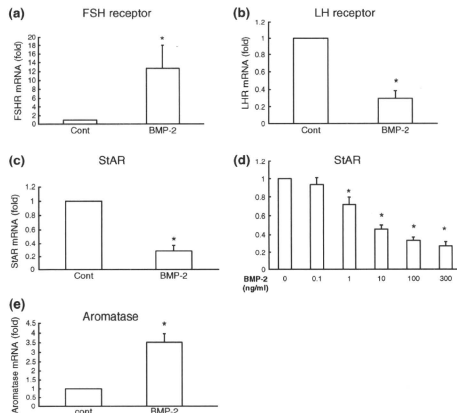 (a) FSH receptor
FSHR mRNA (fold)
20
18
16
14
12
10
8
6
4
2
0
*
Cont BMP-2
(b) LH receptor
LHR mRNA (fold)
1.2
1
0.8
0.6
0.4
0.2
0
*
Cont BMP-2
(c) StAR
StAR mRNA (fold)
1.2
1
0.8
0.6
0.4
0.2
0
*
Cont BMP-2
(d) StAR
1.2
1
0.8
0.6
0.4
0.2
0
* * * *
BMP-2 0 0.1 1 10 100 300
(ng/ml)
(e) Aromatase
Aromatase mRNA (fold)
4.5
4
3.5
3
2.5
2
1.5
1
0.5
0
*
cont BMP-2